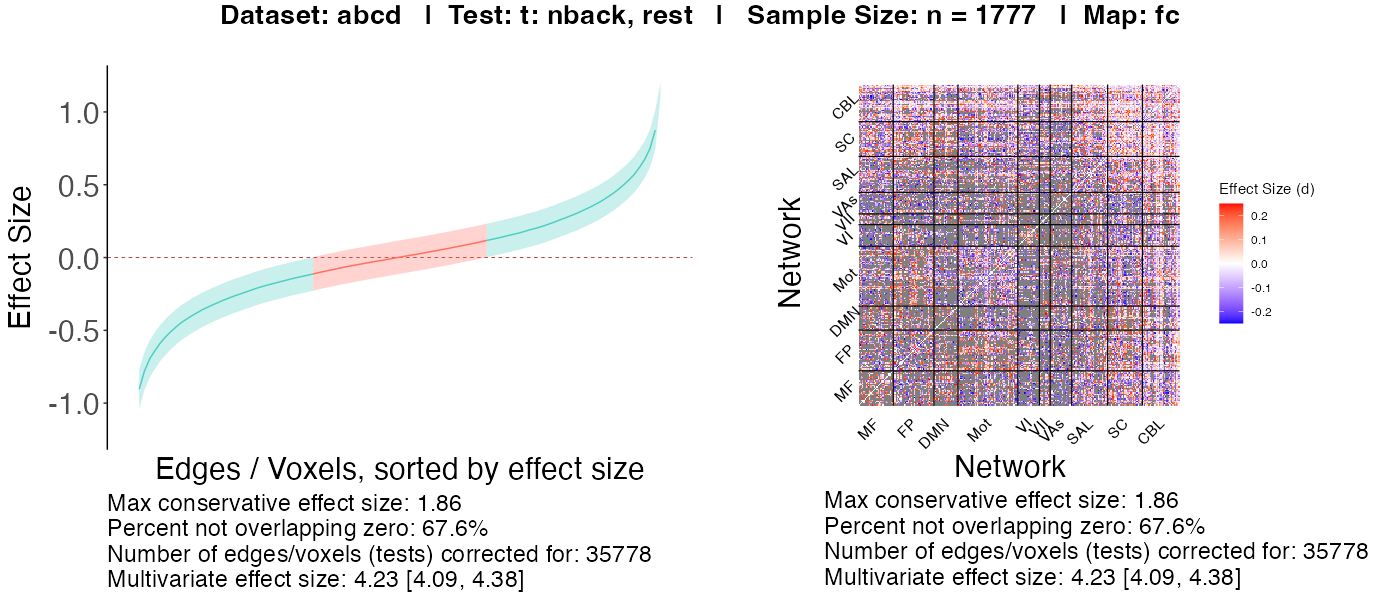 Dataset: abcd | Test: t: nback, rest | Sample Size: n = 1777 | Map: fc
Effect Size
1.0
0.5
0.0
-0.5
-1.0
Edges / Voxels, sorted by effect size
Max conservative effect size: 1.86
Percent not overlapping zero: 67.6%
Number of edges/voxels (tests) corrected for: 35778
Multivariate effect size: 4.23 [4.09, 4.38]
Network
CBL
SC
SAL
VAs
VII
VI
Mot
DMN
FP
MF
MF
FP
DMN
Mot
VI
VII
VAs
SAL
SC
CBL
Network
Effect Size (d)
0.2
0.1
0.0
-0.1
-0.2
Max conservative effect size: 1.86
Percent not overlapping zero: 67.6%
Number of edges/voxels (tests) corrected for: 35778
Multivariate effect size: 4.23 [4.09, 4.38]